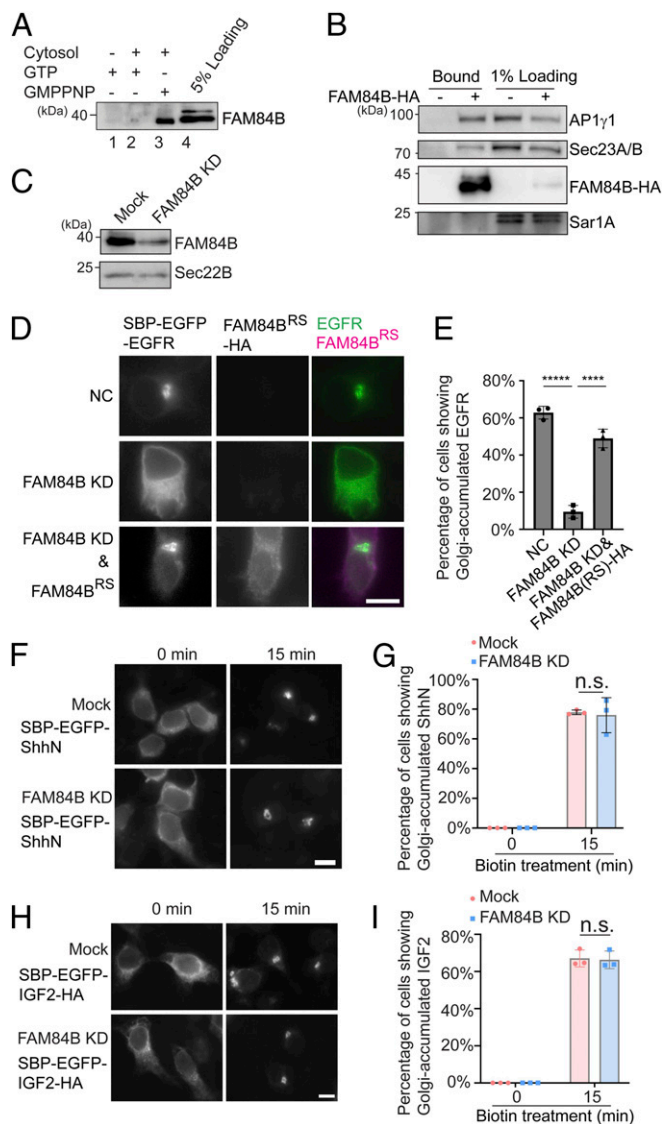 A
Cytosol - + +
GTP + + -
GMPPNP - - +
5% Loading
(kDa)
40
FAM84B
1 2 3 4
B
Bound 1% Loading
FAM84B-HA - + - +
(kDa)
100
AP1γ1
75
Sec23A/B
45
FAM84B-HA
25
Sar1A
C
Mock FAM84B KD
(kDa)
40
FAM84B
25
Sec22B
D
SBP-EGFP FAM84B^RS EGFR
-EGFR -HA FAM84B^RS
NC
FAM84B KD
FAM84B KD
&
FAM84B^RS
E
Percentage of cells showing
Golgi-accumulated EGFR
***** ****
80%
60%
40%
20%
0%
NC
FAM84B KD
FAM84B KD&
FAM84B(RS)-HA
F
0 min 15 min
Mock
SBP-EGFP-
ShhN
FAM84B KD
SBP-EGFP-
ShhN
G
Mock
FAM84B KD
Percentage of cells showing
Golgi-accumulated ShhN
n.s.
100%
80%
60%
40%
20%
0%
0 15
Biotin treatment (min)
H
0 min 15 min
Mock
SBP-EGFP-
IGF2-HA
FAM84B KD
SBP-EGFP-
IGF2-HA
I
Mock
FAM84B KD
Percentage of cells showing
Golgi-accumulated IGF2
n.s.
80%
60%
40%
20%
0%
0 15
Biotin treatment (min)